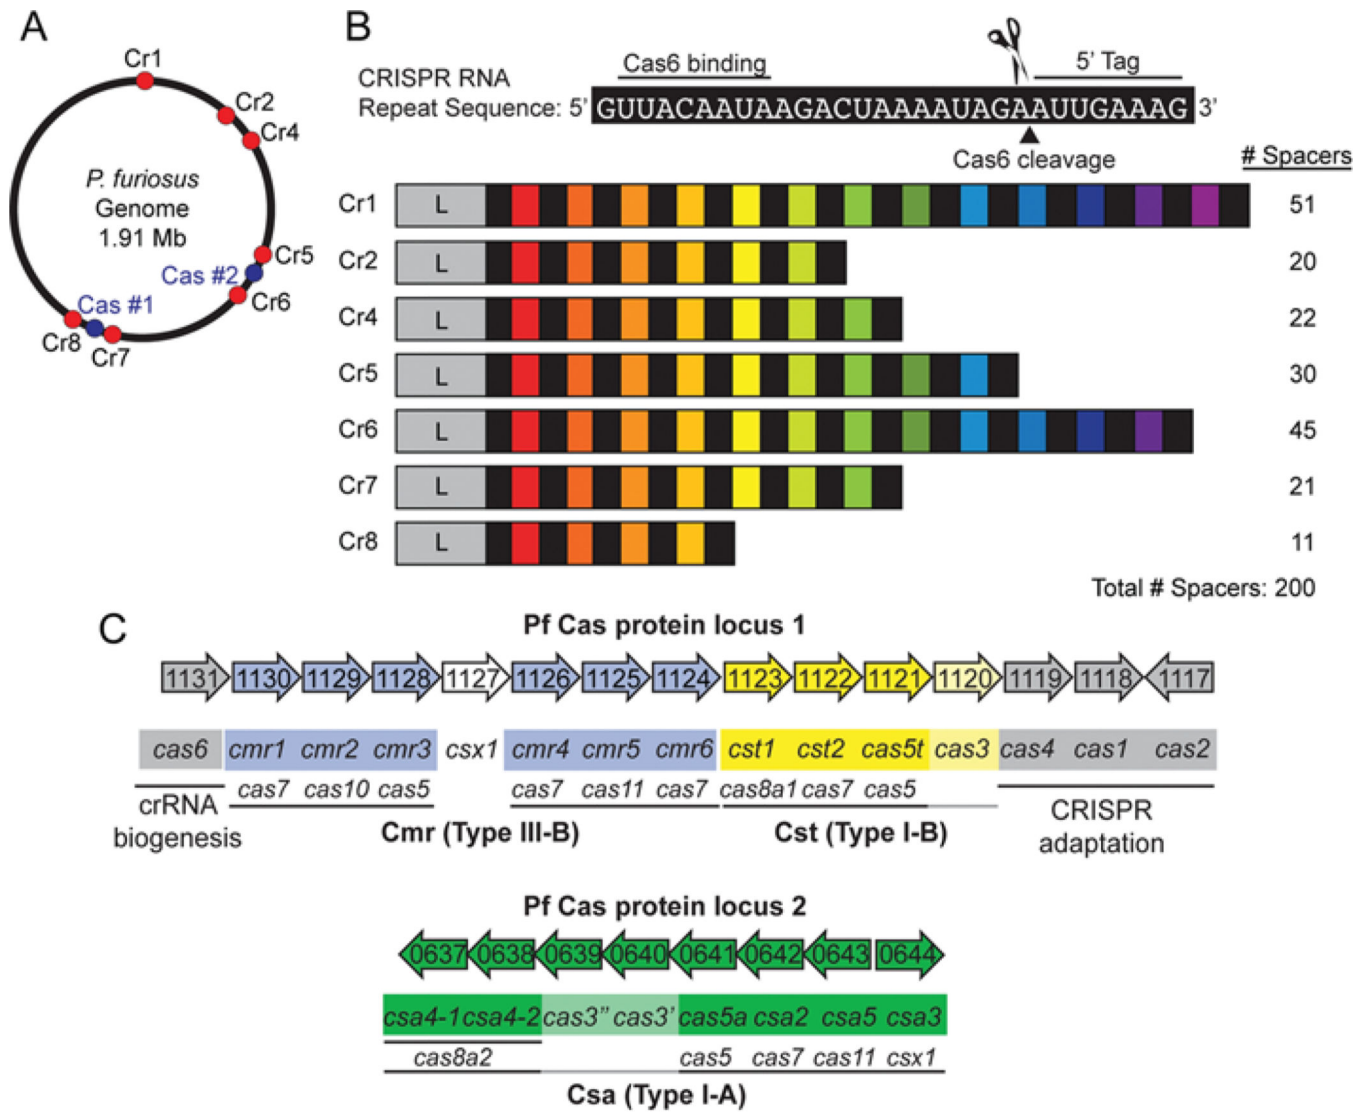 A
Cr1
Cr2
Cr4
P. furiosus
Genome
1.91 Mb
Cr5
Cas #2
Cr6
Cas #1
Cr8
Cr7
B
Cas6 binding
5' Tag
CRISPR RNA
Repeat Sequence: 5' GUUACAAUAAGACUAAAAUAGAAUUGAAAG 3'
Cas6 cleavage
# Spacers
Cr1 L 51
Cr2 L 20
Cr4 L 22
Cr5 L 30
Cr6 L 45
Cr7 L 21
Cr8 L 11
Total # Spacers: 200
C
Pf Cas protein locus 1
1131 1130 1129 1128 1127 1126 1125 1124 1123 1122 1121 1120 1119 1118 1117
cas6 cmr1 cmr2 cmr3 csx1 cmr4 cmr5 cmr6 cst1 cst2 cas5t cas3 cas4 cas1 cas2
cas7 cas10 cas5 cas7 cas11 cas7 cas8a1 cas7 cas5
crRNA
biogenesis
Cmr (Type III-B)
Cst (Type I-B)
CRISPR
adaptation
Pf Cas protein locus 2
0637 0638 0639 0640 0641 0642 0643 0644
csa4-1 csa4-2 cas3” cas3’ cas5a csa2 csa5 csa3
cas8a2 cas5 cas7 cas11 csx1
Csa (Type I-A)